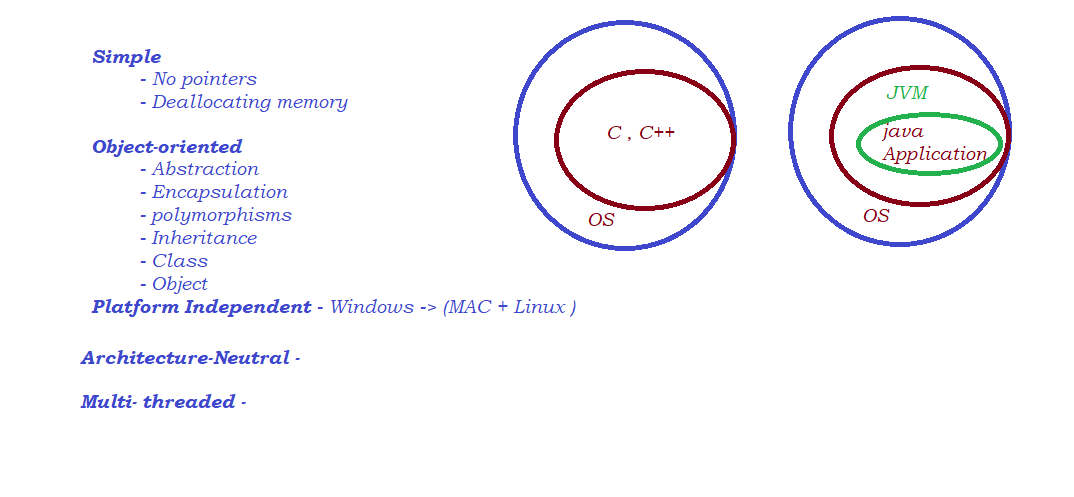 Simple
- No pointers
- Deallocating memory
Object-oriented
- Abstraction
- Encapsulation
- polymorphisms
- Inheritance
- Class
- Object
Platform Independent - Windows -> (MAC + Linux )
Architecture-Neutral -
Multi- threaded -
C , C++
OS
JVM
java
Application
OS